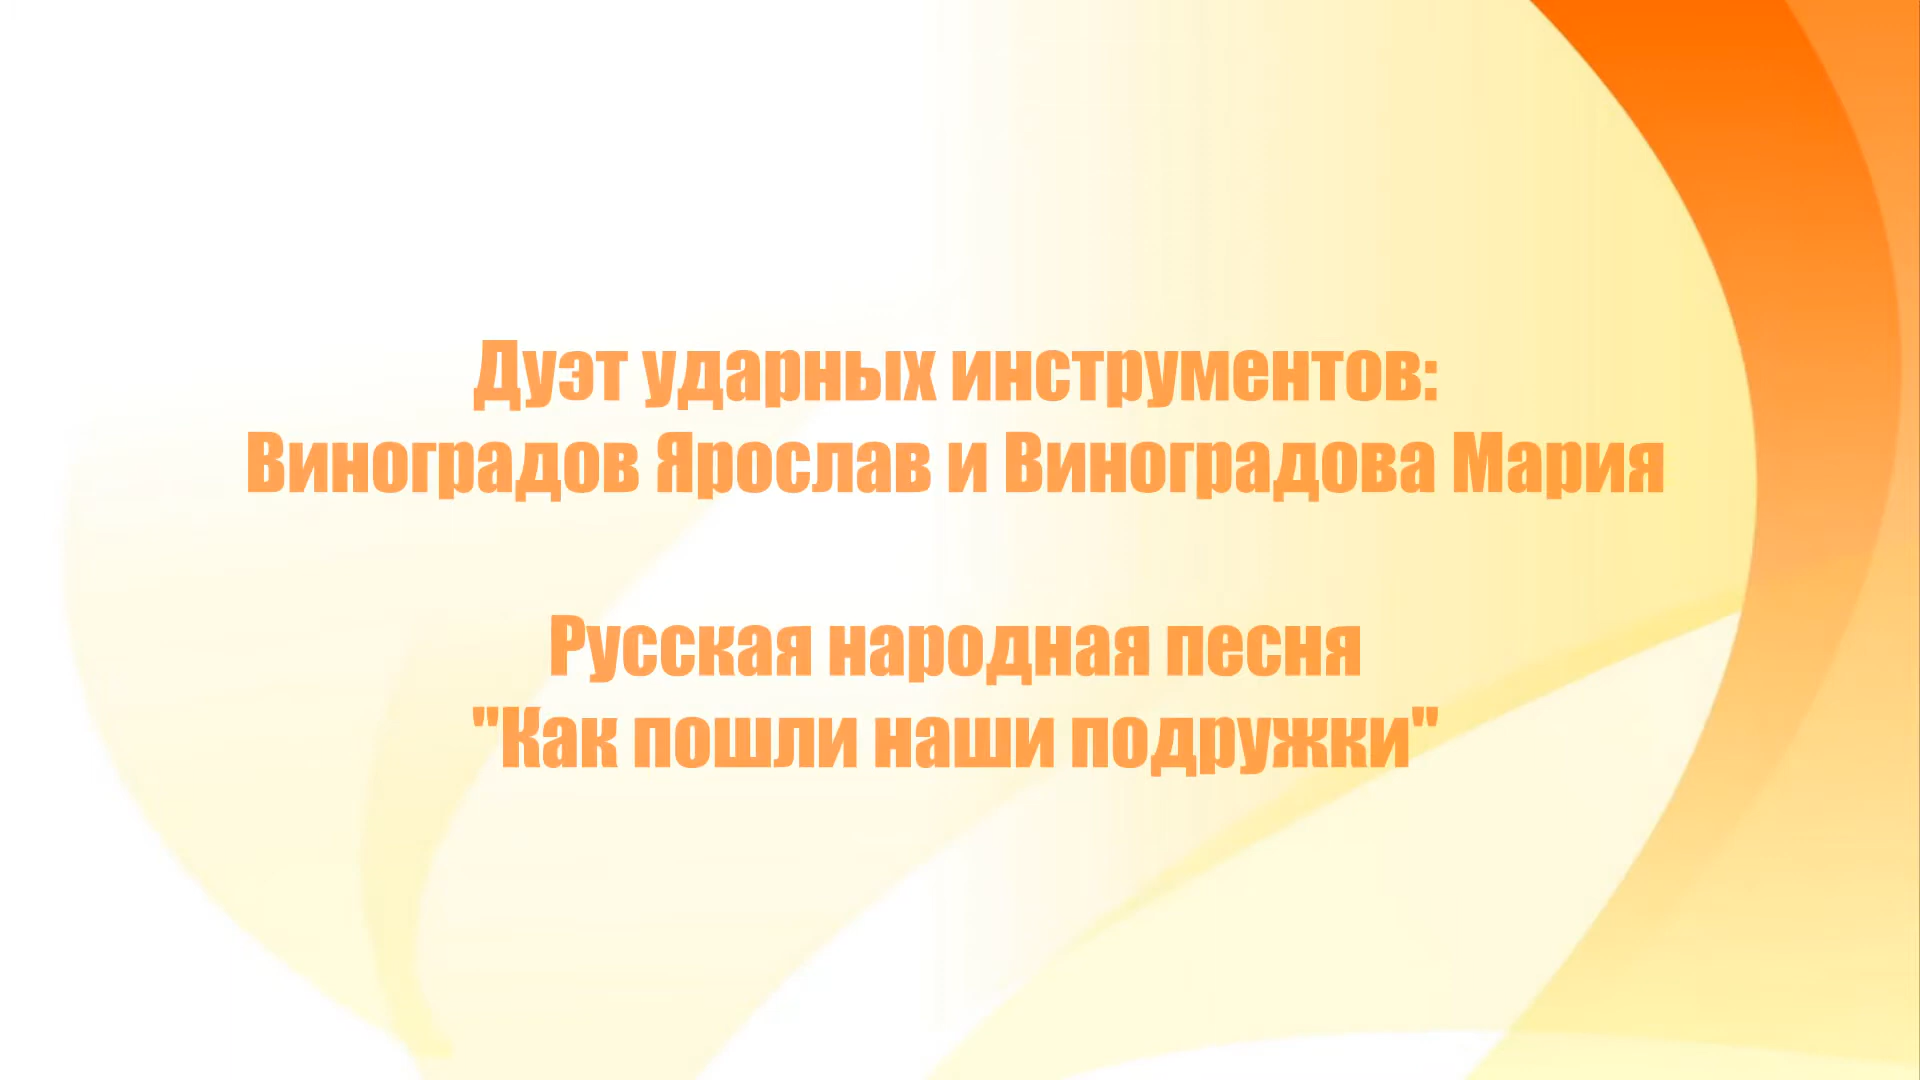 Дуэт ударных инструментов:
Виноградов Ярослав и Виноградова Мария
Русская народная песня
"Как пошли наши подружки"